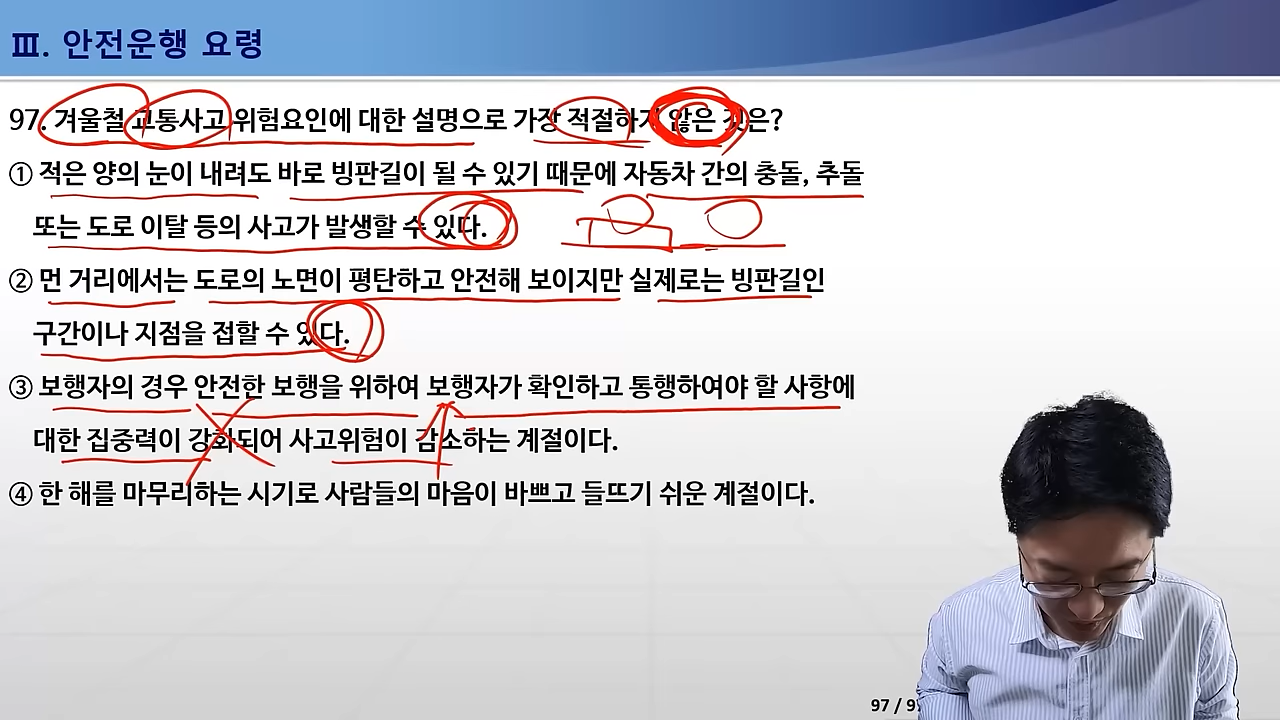 Ⅲ. 안전운행 요령
97. 겨울철 교통사고 위험요인에 대한 설명으로 가장 적절하지 않은 것은?
① 적은 양의 눈이 내려도 바로 빙판길이 될 수 있기 때문에 자동차 간의 충돌, 추돌
또는 도로 이탈 등의 사고가 발생할 수 있다.
② 먼 거리에서는 도로의 노면이 평탄하고 안전해 보이지만 실제로는 빙판길인
구간이나 지점을 접할 수 있다.
③ 보행자의 경우 안전한 보행을 위하여 보행자가 확인하고 통행하여야 할 사항에
대한 집중력이 강화되어 사고위험이 감소하는 계절이다.
④ 한 해를 마무리하는 시기로 사람들의 마음이 바쁘고 들뜨기 쉬운 계절이다.
97 /